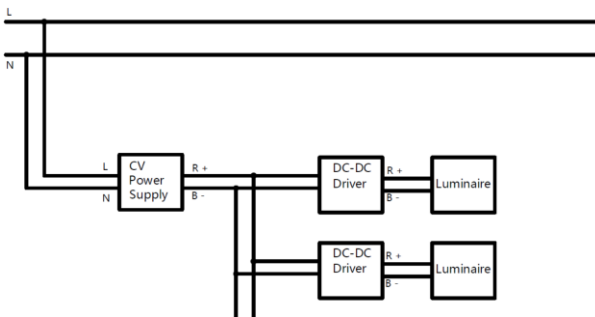 L
N
L
N
CV
Power
Supply
R +
B -
DC-DC
Driver
R +
B -
Luminaire
DC-DC
Driver
R +
B -
Luminaire